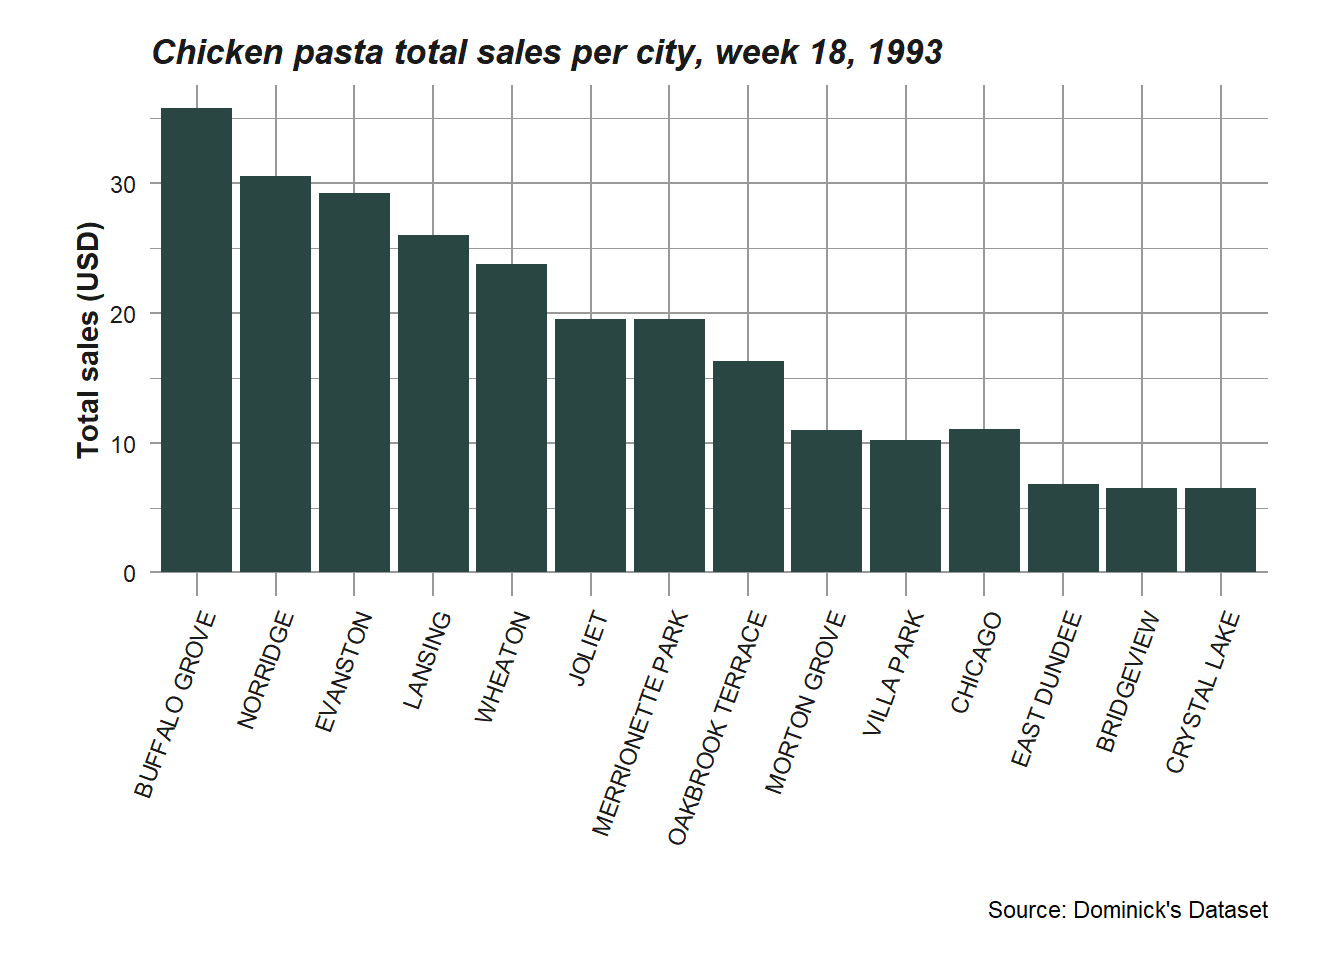 Chicken pasta total sales per city, week 18, 1993
Total sales (USD)
30
20
10
0
BUFFALO GROVE
NORRIDGE
EVANSTON
LANSING
WHEATON
JOLIET
MERRIONETTE PARK
OAKBROOK TERRACE
MORTON GROVE
VILLA PARK
CHICAGO
EAST DUNDEE
BRIDGEVIEW
CRYSTAL LAKE
Source: Dominick's Dataset